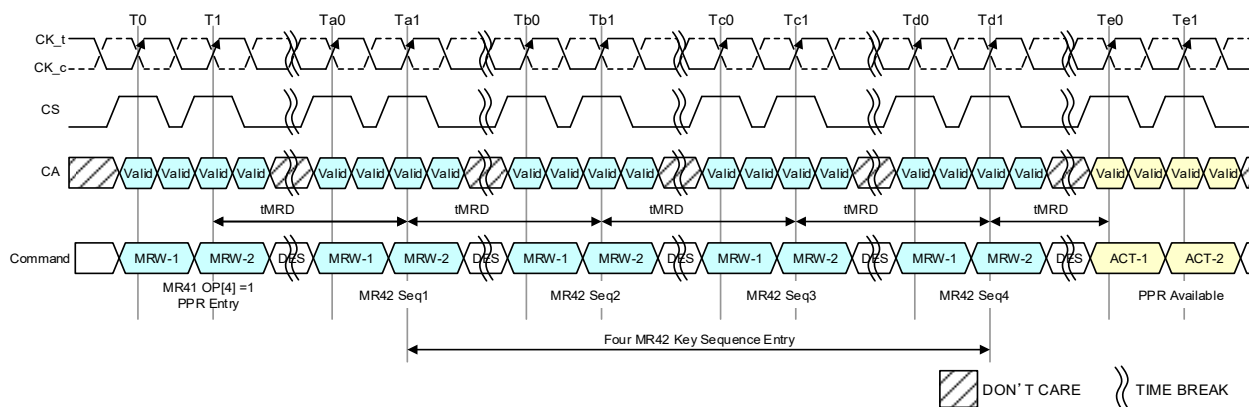 T0 T1 Ta0 Ta1 Tb0 Tb1 Tc0 Tc1 Td0 Td1 Te0 Te1
CK_t
CK_c
CS
CA Valid Valid Valid Valid Valid Valid Valid Valid Valid Valid Valid Valid Valid Valid Valid Valid Valid Valid Valid Valid Valid Valid Valid Valid
tMRD tMRD tMRD tMRD tMRD
Command MRW-1 MRW-2 DES MRW-1 MRW-2 DES MRW-1 MRW-2 DES MRW-1 MRW-2 DES MRW-1 MRW-2 DES ACT-1 ACT-2
MR41 OP[4] =1 MR42 Seq1 MR42 Seq2 MR42 Seq3 MR42 Seq4 PPR Available
PPR Entry
Four MR42 Key Sequence Entry
DON'T CARE TIME BREAK